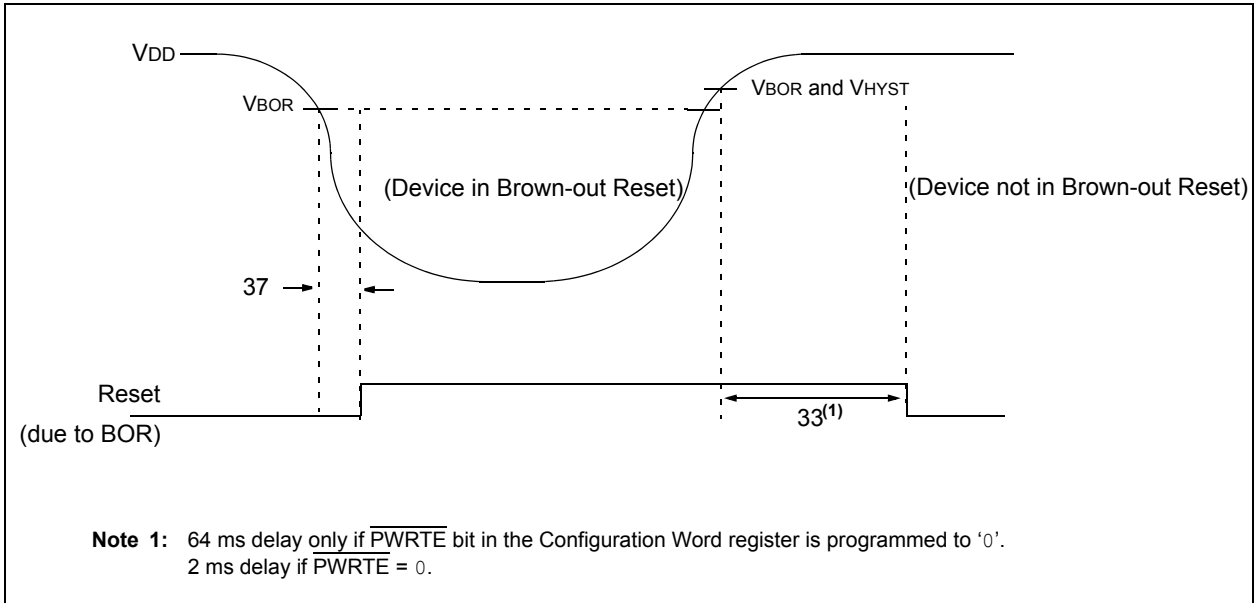 VDD
VBOR
VBOR and VHYST
(Device in Brown-out Reset)
(Device not in Brown-out Reset)
37
Reset
(due to BOR)
33(1)
Note 1: 64 ms delay only if PWRTE bit in the Configuration Word register is programmed to ‘0’.
2 ms delay if PWRTE = 0.